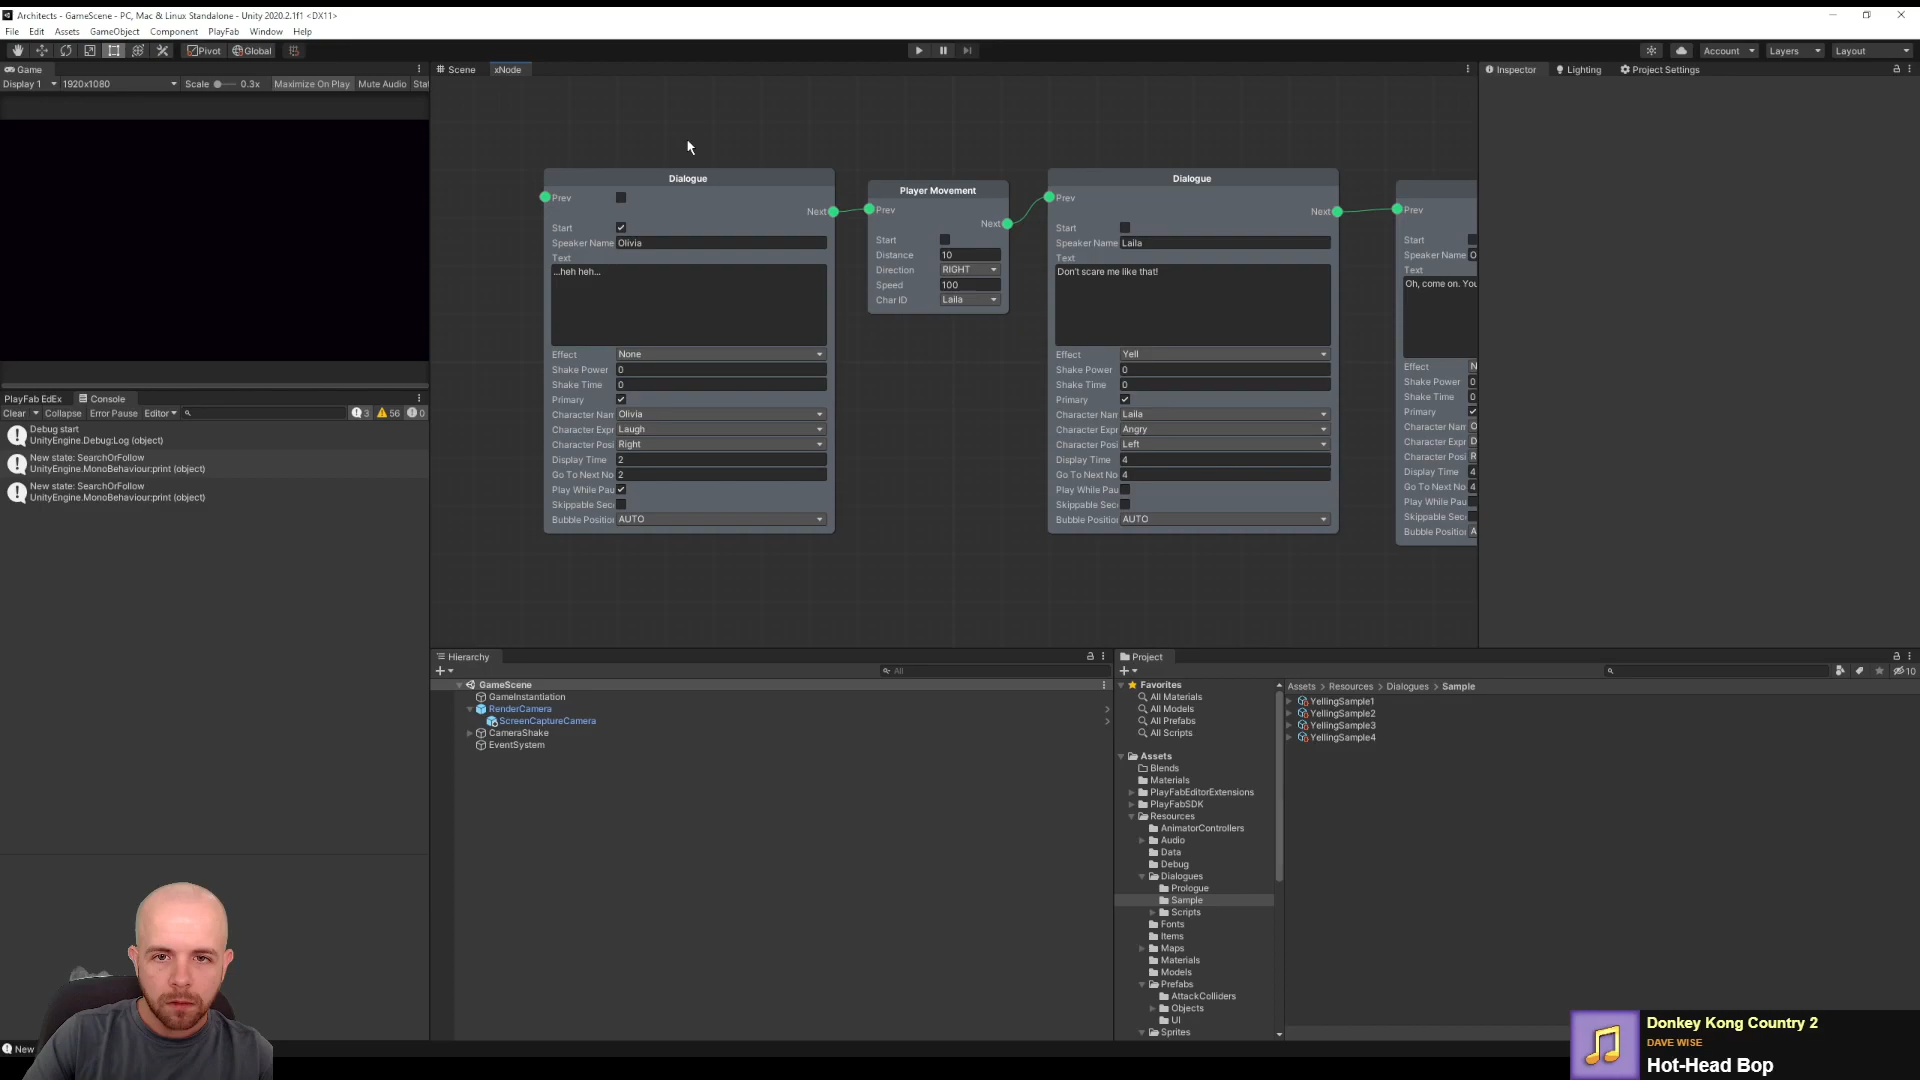 Architects - GameScene - PC, Mac & Linux Standalone - Unity 2020.2.1f1 <DX11>
File Edit Assets GameObject Component PlayFab Window Help
Pivot Global
Account Layers Layout
Game
Display 1 1920x1080 Scale 0.3x Maximize On Play Mute Audio Stat
Scene xNode
Inspector Lighting Project Settings
Dialogue
Prev
Next
Start
Speaker Name Olivia
Text
...heh heh...
Effect None
Shake Power 0
Shake Time 0
Primary
Character Nam Olivia
Character Expr Laugh
Character Posi Right
Display Time 2
Go To Next No 2
Play While Pau
Skippable Sec
Bubble Position AUTO
Player Movement
Prev
Next
Start
Distance 10
Direction RIGHT
Speed 100
Char ID Laila
Dialogue
Prev
Next
Start
Speaker Name Laila
Text
Don't scare me like that!
Effect Yell
Shake Power 0
Shake Time 0
Primary
Character Nam Laila
Character Expr Angry
Character Posi Left
Display Time 4
Go To Next No 4
Play While Pau
Skippable Sec
Bubble Position AUTO
Prev
Start
Speaker Name O
Text
Oh, come on. You
Effect N
Shake Power 0
Shake Time 0
Primary
Character Nam O
Character Expr D
Character Posi R
Display Time 4
Go To Next No 4
Play While Pau
Skippable Sec
Bubble Position A
PlayFab EdEx Console
Clear Collapse Error Pause Editor 3 56 0
Debug start
UnityEngine.Debug:Log (object)
New state: SearchOrFollow
UnityEngine.MonoBehaviour:print (object)
New state: SearchOrFollow
UnityEngine.MonoBehaviour:print (object)
New
Hierarchy
All
GameScene
GameInstantiation
RenderCamera
ScreenCaptureCamera
CameraShake
EventSystem
Project
10
Favorites
All Materials
All Models
All Prefabs
All Scripts
Assets
Blends
Materials
PlayFabEditorExtensions
PlayFabSDK
Resources
AnimatorControllers
Audio
Data
Debug
Dialogues
Prologue
Sample
Scripts
Fonts
Items
Maps
Materials
Models
Prefabs
AttackColliders
Objects
UI
Sprites
Assets > Resources > Dialogues > Sample
YellingSample1
YellingSample2
YellingSample3
YellingSample4
Donkey Kong Country 2
DAVE WISE
Hot-Head Bop